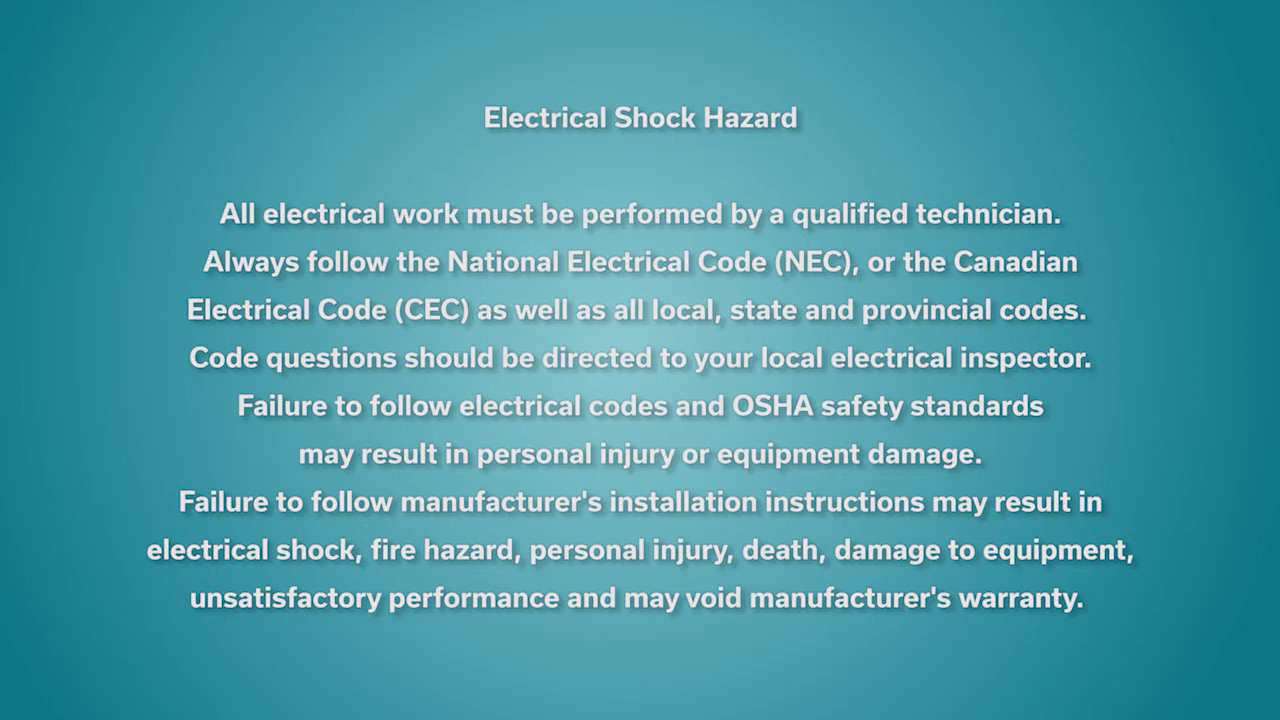 Electrical Shock Hazard
All electrical work must be performed by a qualified technician.
Always follow the National Electrical Code (NEC), or the Canadian
Electrical Code (CEC) as well as all local, state and provincial codes.
Code questions should be directed to your local electrical inspector.
Failure to follow electrical codes and OSHA safety standards
may result in personal injury or equipment damage.
Failure to follow manufacturer's installation instructions may result in
electrical shock, fire hazard, personal injury, death, damage to equipment,
unsatisfactory performance and may void manufacturer's warranty.